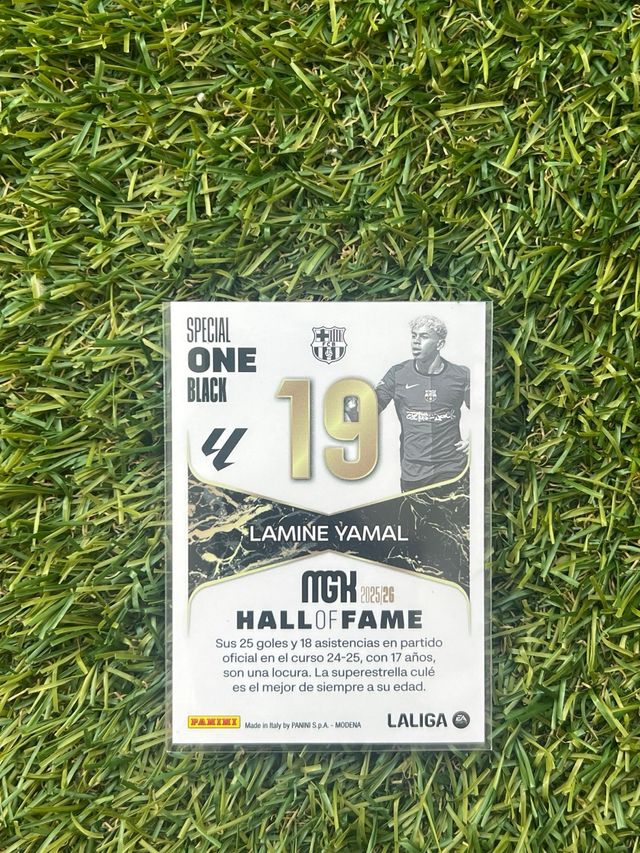 SPECIAL
ONE
BLACK
FCB
19
LAMINE YAMAL
MGK 2025/26
HALL OF FAME
Sus 25 goles y 18 asistencias en partido
oficial en el curso 24-25, con 17 años,
son una locura. La superestrella culé
es el mejor de siempre a su edad.
PANINI Made in Italy by PANINI S.p.A. - MODENA LALIGA EA